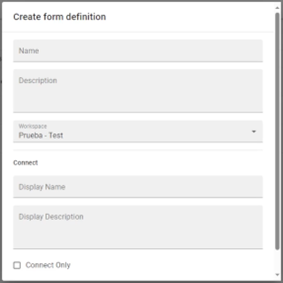 Create form definition
Name
Description
Workspace
Prueba - Test
Connect
Display Name
Display Description
Connect Only